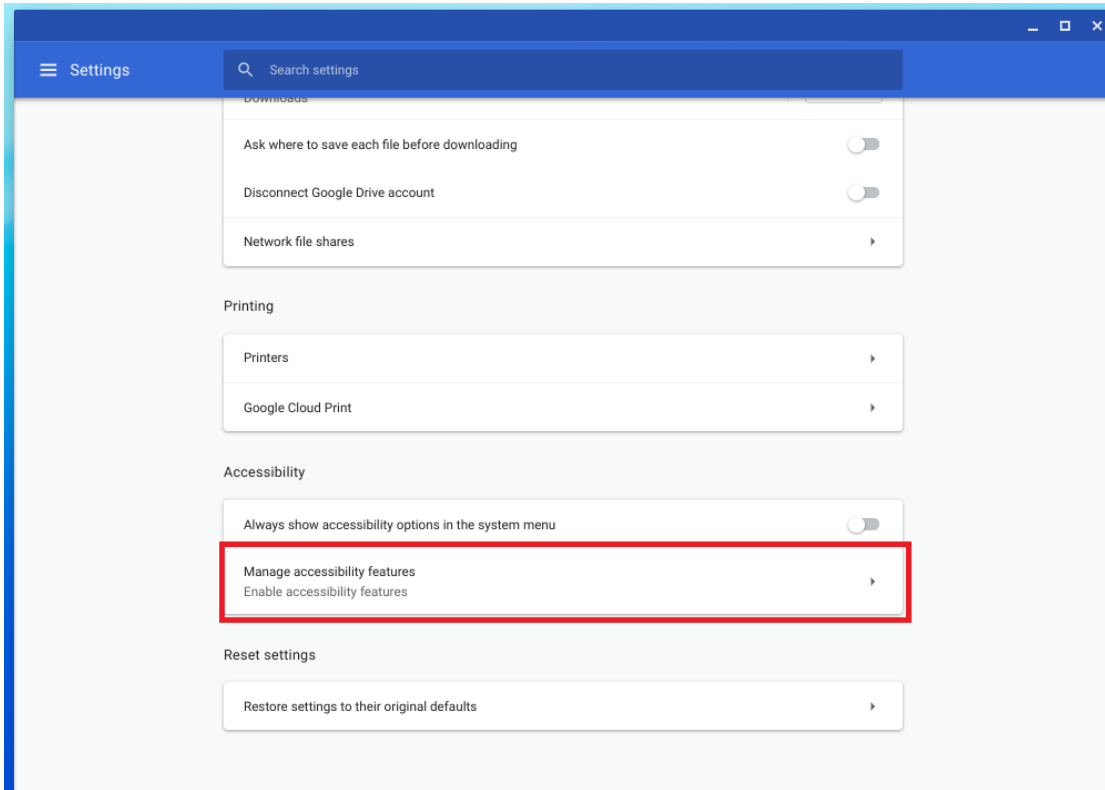 Settings
Search settings
Downloads
Ask where to save each file before downloading
Disconnect Google Drive account
Network file shares
Printing
Printers
Google Cloud Print
Accessibility
Always show accessibility options in the system menu
Manage accessibility features
Enable accessibility features
Reset settings
Restore settings to their original defaults